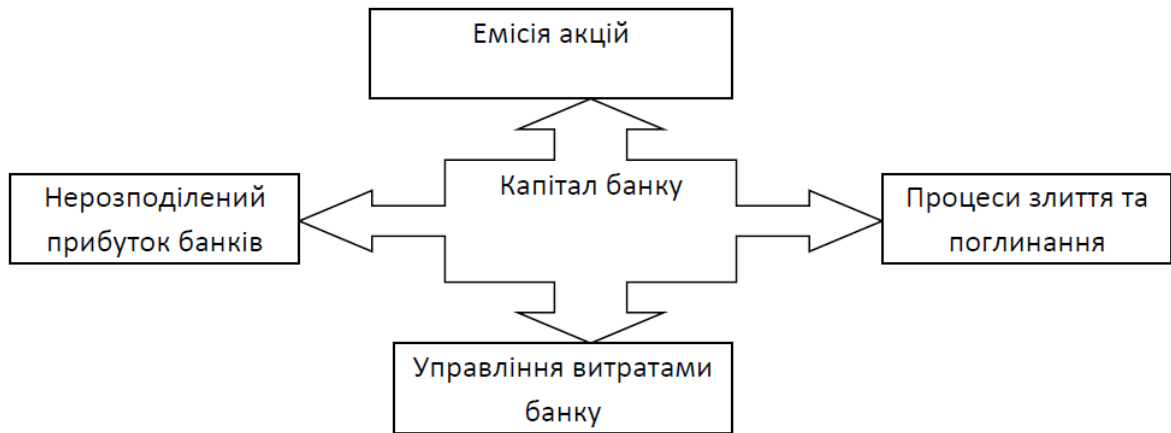 Емісія акцій
Капітал банку
Нерозподілений
прибуток банків
Процеси злиття та
поглинання
Управління витратами
банку